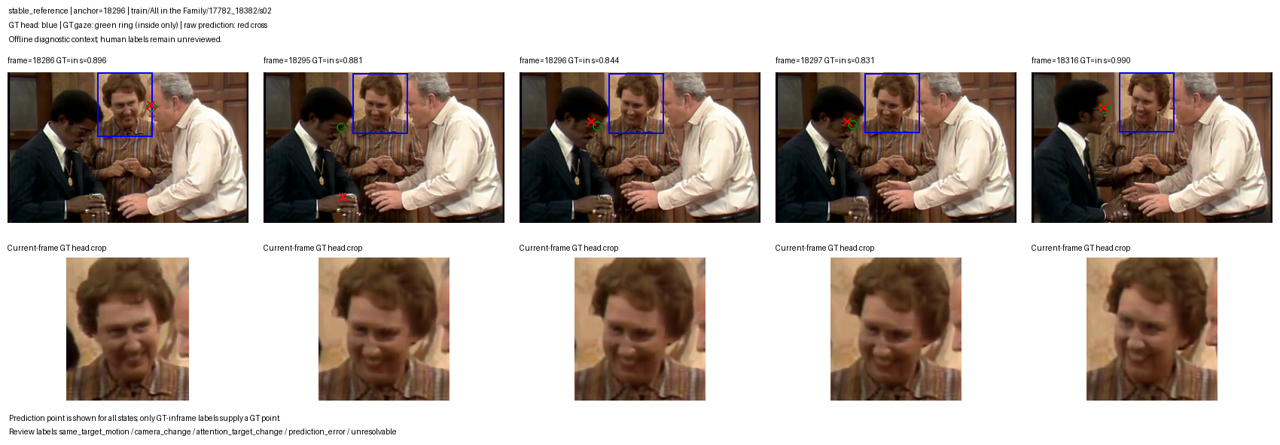 stable_reference | anchor=18296 | train/All in the Family/17782_18382/s02
GT head: blue | GT gaze: green ring (inside only) | raw prediction: red cross
Offline diagnostic context; human labels remain unreviewed.
frame=18286 GT=in s=0.896
frame=18295 GT=in s=0.881
frame=18296 GT=in s=0.844
frame=18297 GT=in s=0.831
frame=18316 GT=in s=0.990
Current-frame GT head crop
Current-frame GT head crop
Current-frame GT head crop
Current-frame GT head crop
Current-frame GT head crop
Prediction point is shown for all states; only GT-inframe labels supply a GT point
Review labels: same_target_motion / camera_change / attention_target_change / prediction_error / unresolvable